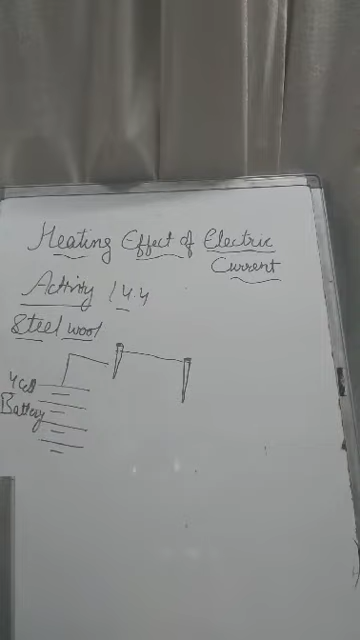 Heating Effect of Electric
Current
Activity 14.4
Steel wool
4 Cell
Battery